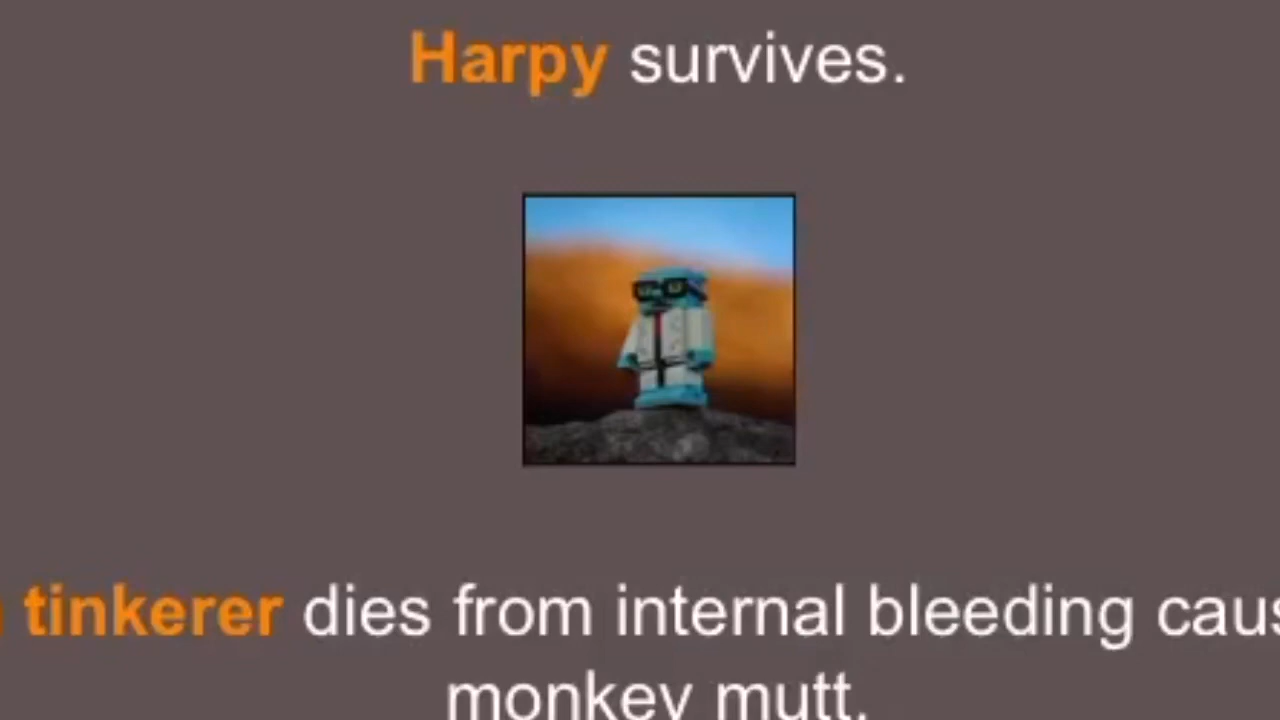 Harpy survives.
tinkerer dies from internal bleeding
monkey mutt.